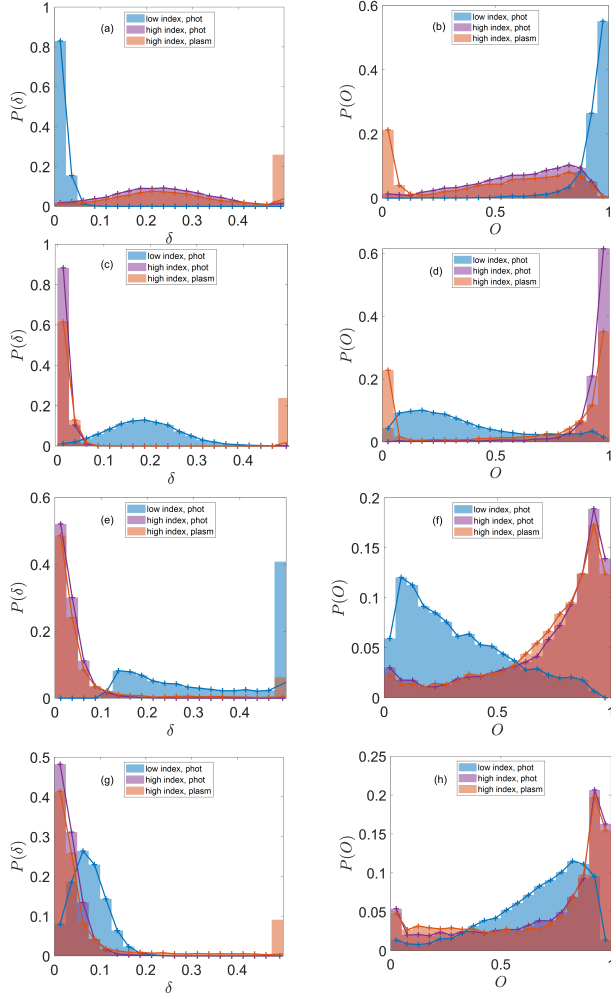 (a)
low index, phot
high index, phot
high index, plasm
P(δ)
1
0.8
0.6
0.4
0.2
0
0 0.1 0.2 0.3 0.4
δ
(b)
low index, phot
high index, phot
high index, plasm
P(O)
0.6
0.4
0.2
0
0 0.5 1
O
(c)
low index, phot
high index, phot
high index, plasm
P(δ)
1
0.8
0.6
0.4
0.2
0
0 0.1 0.2 0.3 0.4 0.5
δ
(d)
low index, phot
high index, phot
high index, plasm
P(O)
0.6
0.4
0.2
0
0 0.5 1
O
(e)
low index, phot
high index, phot
high index, plasm
P(δ)
0.6
0.4
0.2
0
0 0.1 0.2 0.3 0.4
δ
(f)
low index, phot
high index, phot
high index, plasm
P(O)
0.2
0.15
0.1
0.05
0
0.5 1
O
(g)
low index, phot
high index, phot
high index, plasm
P(δ)
0.5
0.4
0.3
0.2
0.1
0
0 0.1 0.2 0.3 0.4
δ
(h)
low index, phot
high index, phot
high index, plasm
P(O)
0.25
0.2
0.15
0.1
0.05
0
0 0.5 1
O